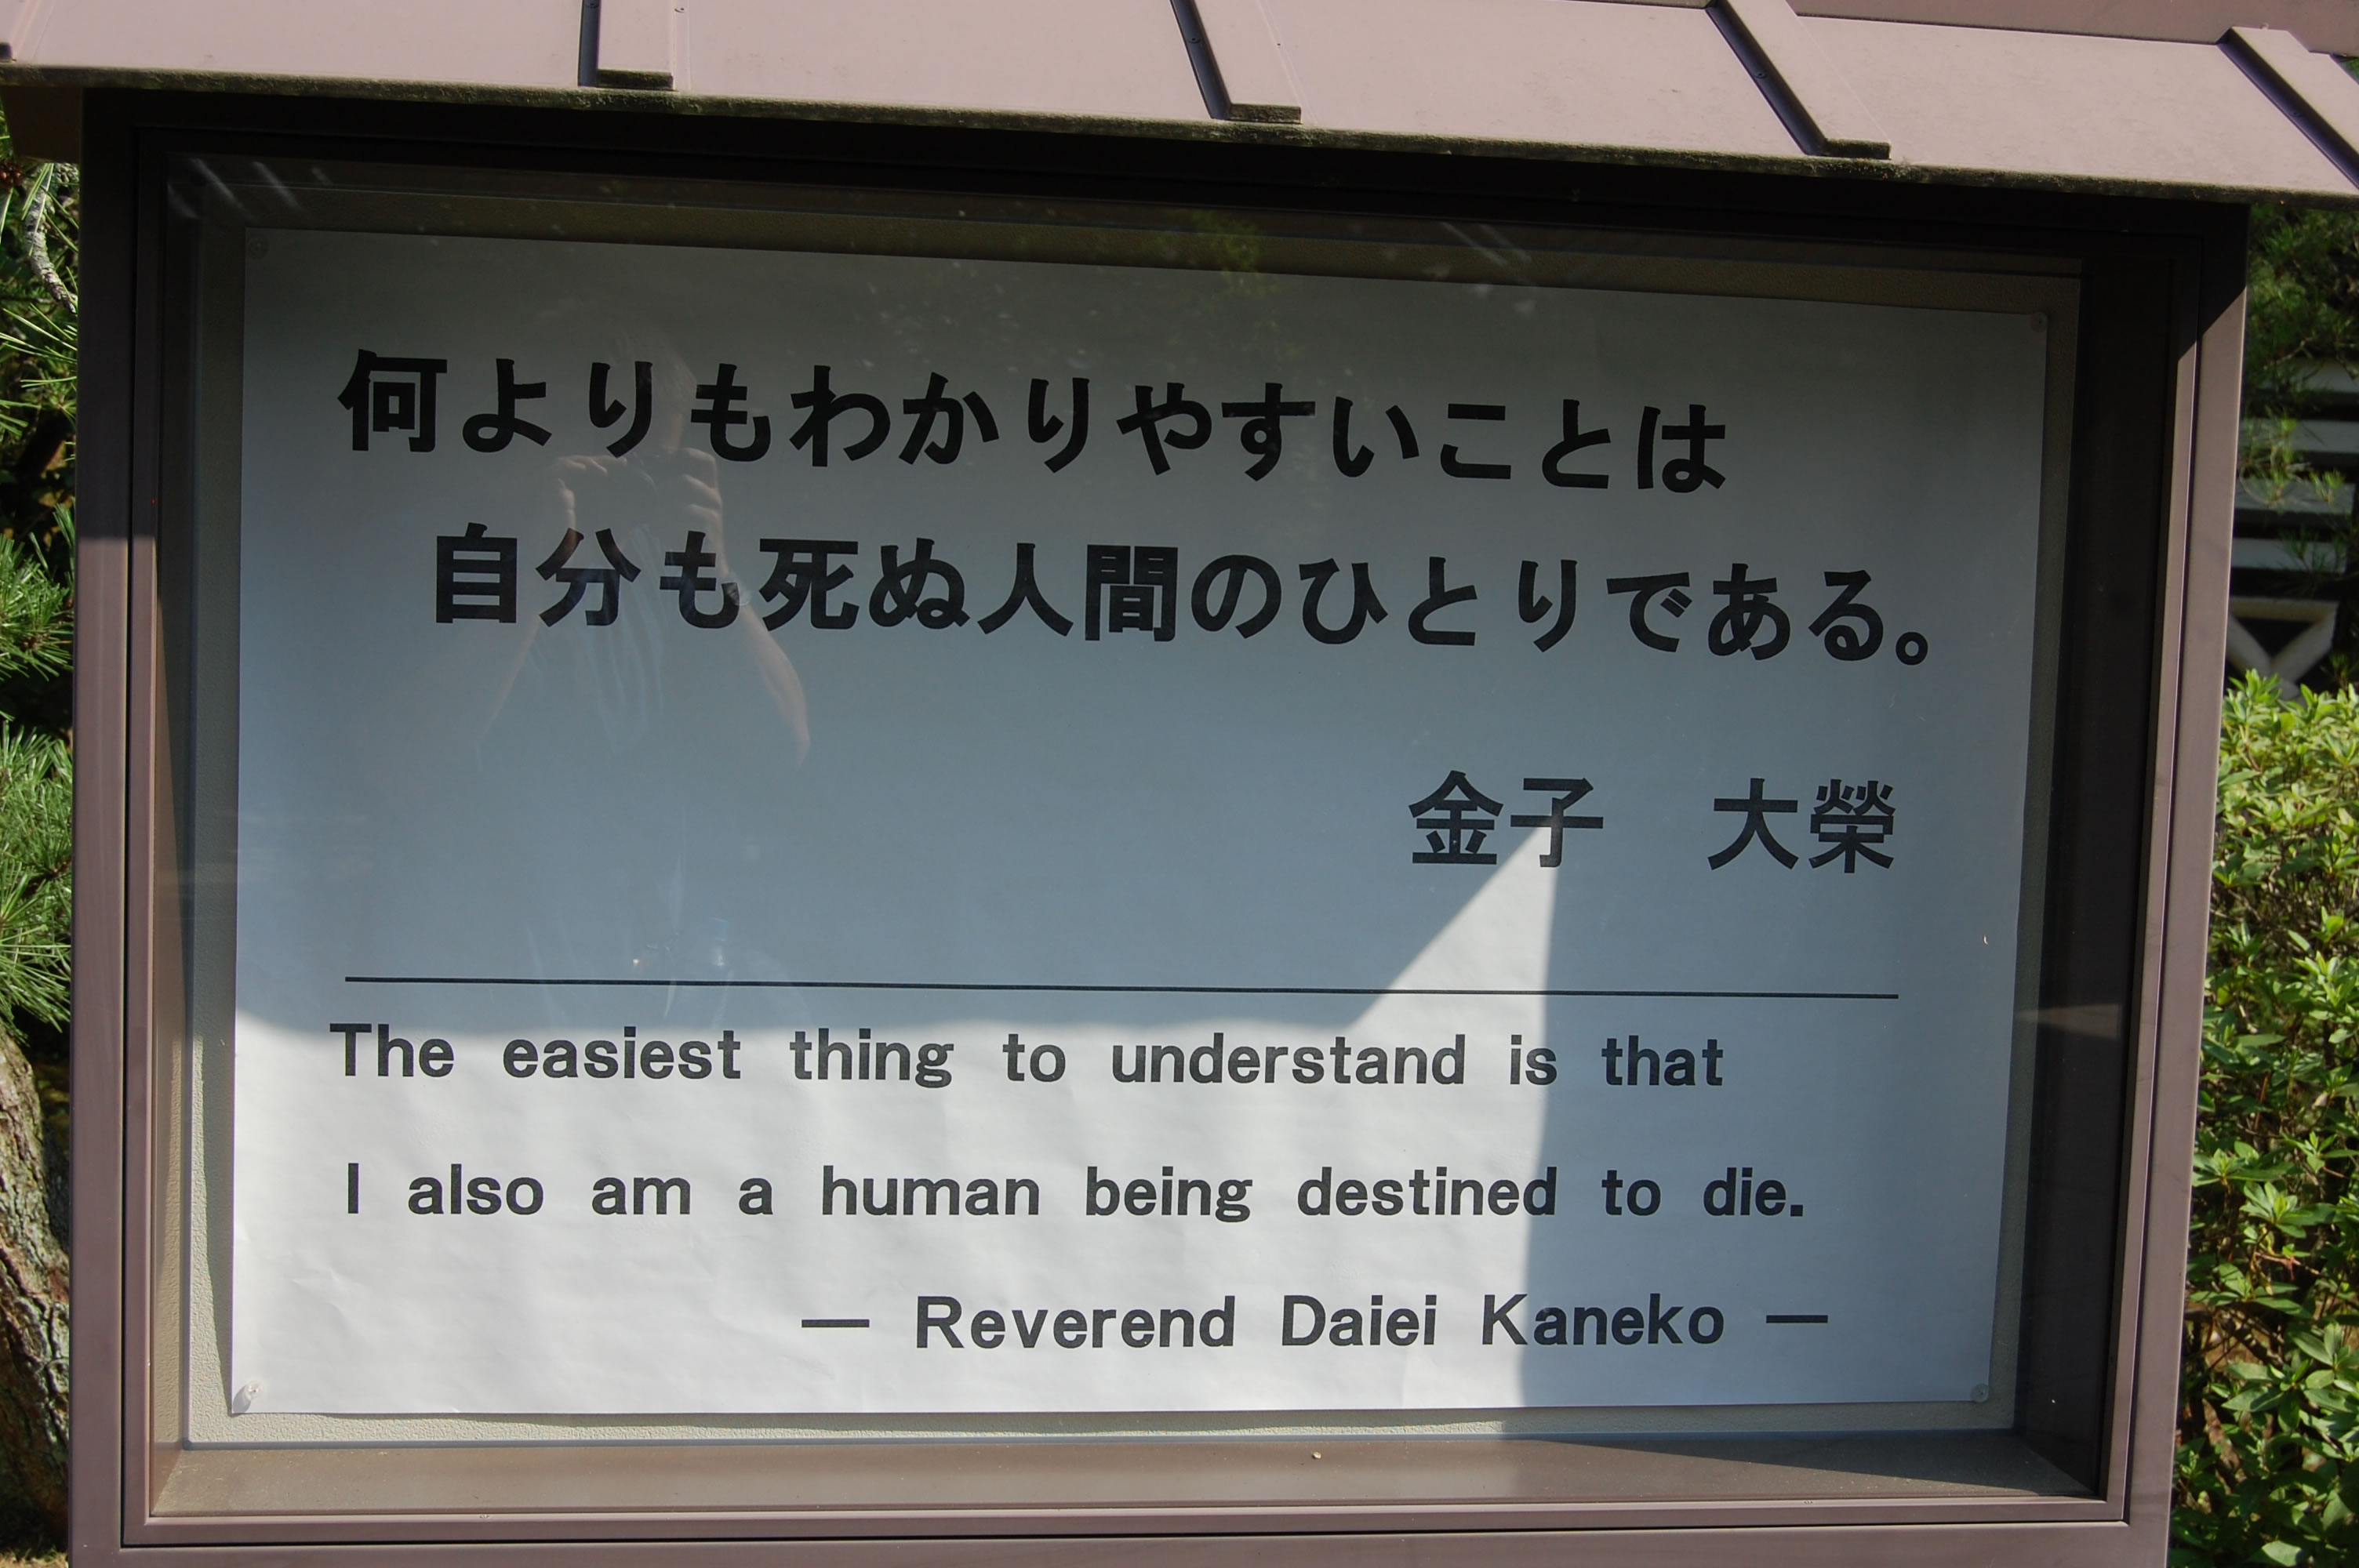 何よりもわかりやすいことは
自分も死ぬ人間のひとりである。
金子　大榮
The easiest thing to understand is that
I also am a human being destined to die.
— Reverend Daiei Kaneko —